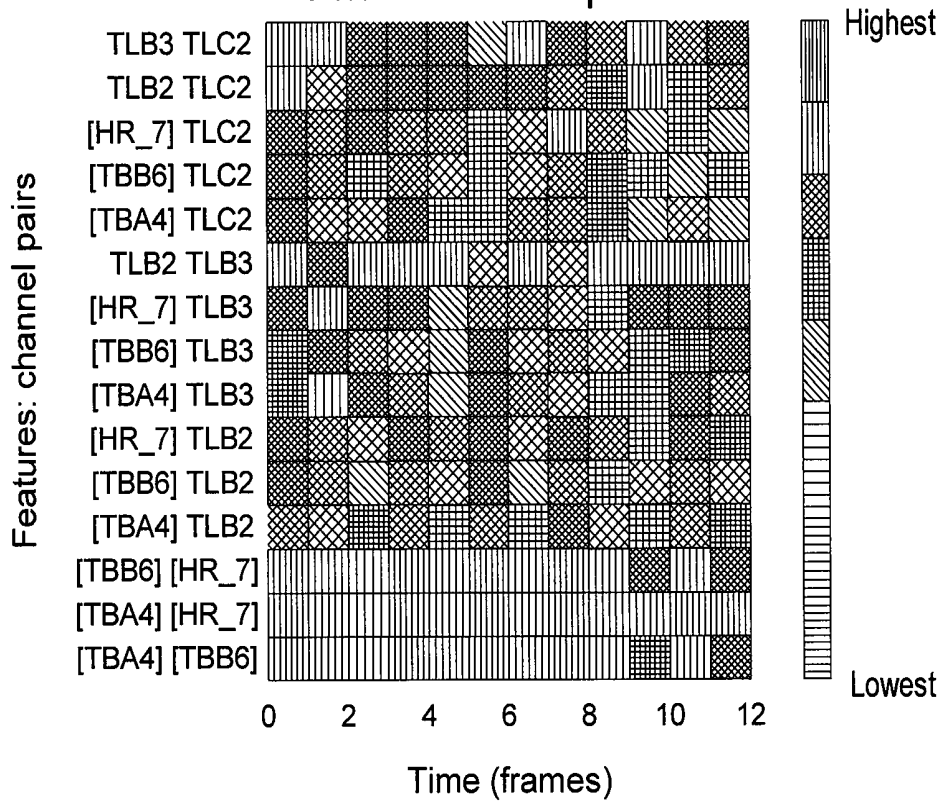 Highest
TLB3 TLC2
TLB2 TLC2
[HR_7] TLC2
[TBB6] TLC2
[TBA4] TLC2
TLB2 TLB3
[HR_7] TLB3
[TBB6] TLB3
[TBA4] TLB3
[HR_7] TLB2
[TBB6] TLB2
[TBA4] TLB2
[TBB6] [HR_7]
[TBA4] [HR_7]
[TBA4] [TBB6]
Features: channel pairs
Lowest
0 2 4 6 8 10 12
Time (frames)